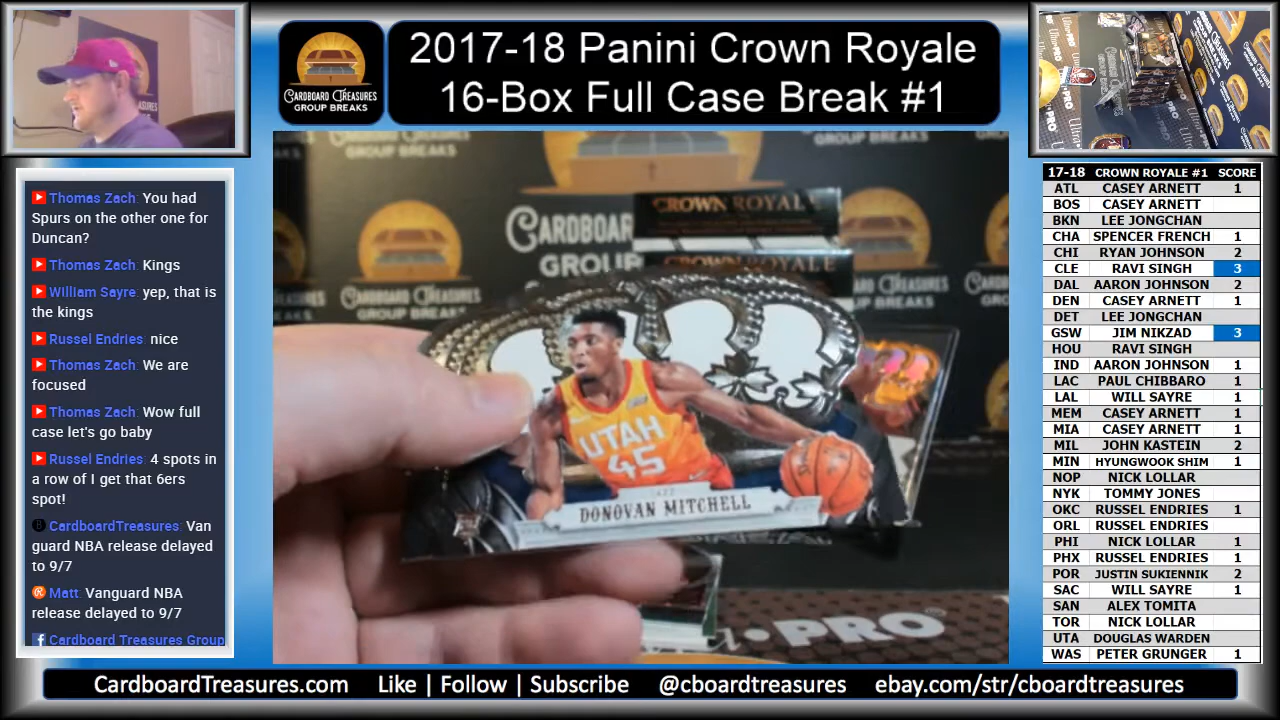 CARDBOARD TREASURES
GROUP BREAKS
2017-18 Panini Crown Royale
16-Box Full Case Break #1
Thomas Zach: You had
Spurs on the other one for
Duncan?
Thomas Zach: Kings
William Sayre: yep, that is
the kings
Russel Endries: nice
Thomas Zach: We are
focused
Thomas Zach: Wow full
case let's go baby
Russel Endries: 4 spots in
a row of I get that 6ers
spot!
CardboardTreasures: Van
guard NBA release delayed
to 9/7
Matt: Vanguard NBA
release delayed to 9/7
Cardboard Treasures Group
GROUP BREAKS
CROWN ROYALE
CARDBOARD
GROUP
CROWN ROYALE
UTAH
45
DONOVAN MITCHELL
PRO
17-18 CROWN ROYALE #1 SCORE
ATL CASEY ARNETT 1
BOS CASEY ARNETT
BKN LEE JONGCHAN
CHA SPENCER FRENCH 1
CHI RYAN JOHNSON 2
CLE RAVI SINGH 3
DAL AARON JOHNSON 2
DEN CASEY ARNETT 1
DET LEE JONGCHAN
GSW JIM NIKZAD 3
HOU RAVI SINGH
IND AARON JOHNSON 1
LAC PAUL CHIBBARO 1
LAL WILL SAYRE 1
MEM CASEY ARNETT 1
MIA CASEY ARNETT 1
MIL JOHN KASTEIN 2
MIN HYUNGWOOK SHIM 1
NOP NICK LOLLAR
NYK TOMMY JONES
OKC RUSSEL ENDRIES 1
ORL RUSSEL ENDRIES
PHI NICK LOLLAR 1
PHX RUSSEL ENDRIES 1
POR JUSTIN SUKIENNIK 2
SAC WILL SAYRE 1
SAN ALEX TOMITA
TOR NICK LOLLAR
UTA DOUGLAS WARDEN
WAS PETER GRUNGER 1
CardboardTreasures.com Like | Follow | Subscribe @cboardtreasures ebay.com/str/cboardtreasures